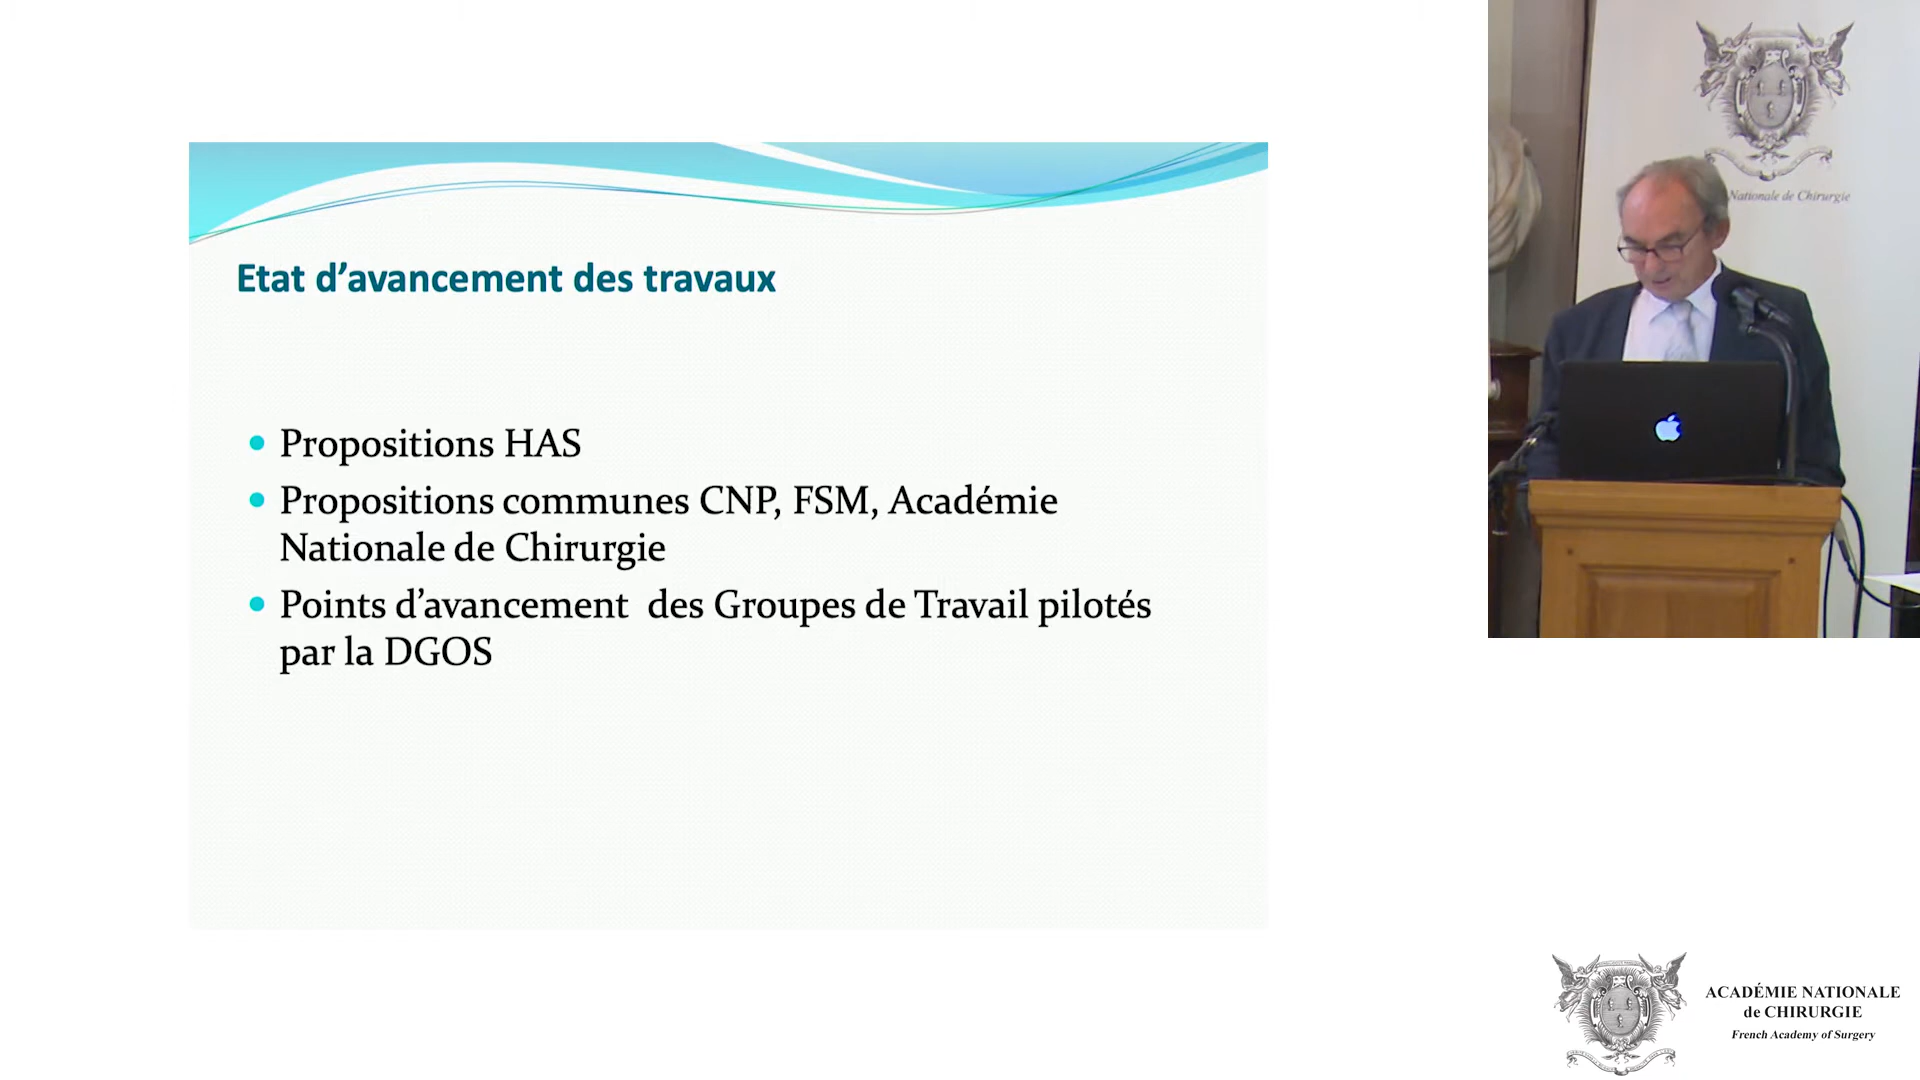 Etat d’avancement des travaux
• Propositions HAS
• Propositions communes CNP, FSM, Académie
Nationale de Chirurgie
• Points d’avancement  des Groupes de Travail pilotés
par la DGOS
Nationale de Chirurgie
ACADÉMIE NATIONALE
de CHIRURGIE
French Academy of Surgery